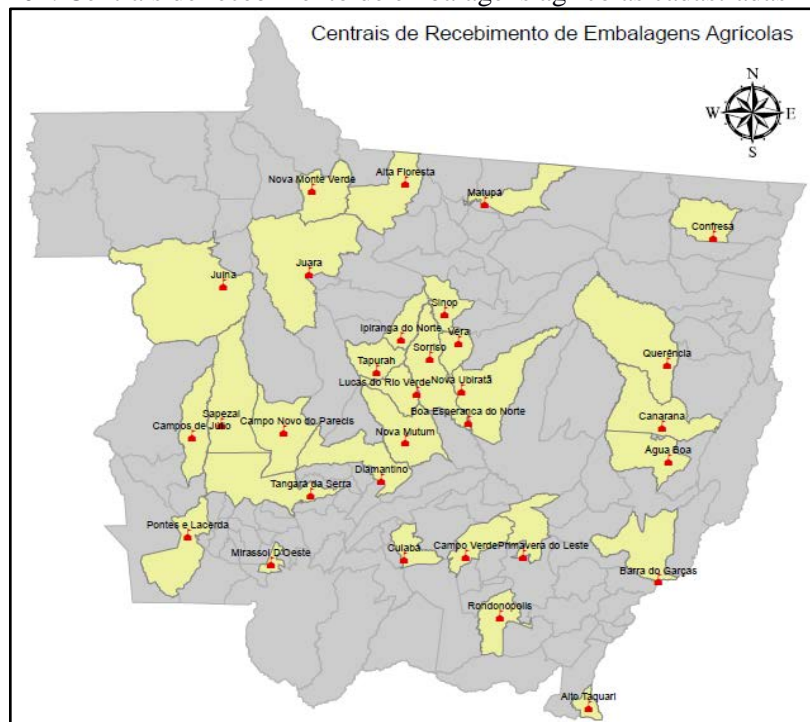 Centrais de Recebimento de Embalagens Agrícolas
N
W E
S
Nova Monte Verde
Alta Floresta
Matupá
Confresa
Juína
Juara
Sinop
Ipiranga do Norte
Vera
Sorriso
Tapurah
Querência
Lucas do Rio Verde
Nova Ubiratã
Boa Esperança do Norte
Sapezal
Campos de Júlio
Campo Novo do Parecis
Nova Mutum
Canarana
Água Boa
Diamantino
Tangará da Serra
Pontes e Lacerda
Mirassol D'Oeste
Cuiabá
Campo Verde
Primavera do Leste
Barra do Garças
Rondonópolis
Alto Taquari